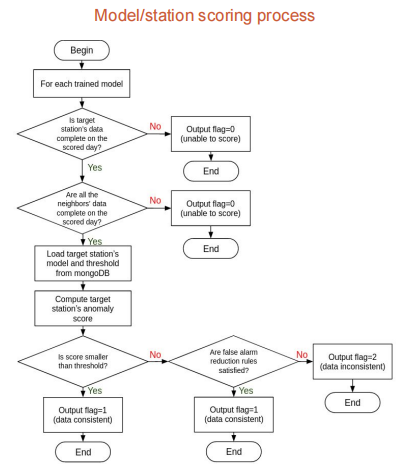 Model/station scoring process
Begin
For each trained model
Is target
station's data
complete on the
scored day?
No
Output flag=0
(unable to score)
End
Yes
Are all the
neighbors' data
complete on the
scored day?
No
Output flag=0
(unable to score)
End
Yes
Load target station's
model and threshold
from mongoDB
Compute target
station's anomaly
score
Is score smaller
than threshold?
No
Are false alarm
reduction rules
satisfied?
No
Output flag=2
(data inconsistent)
End
Yes
Output flag=1
(data consistent)
End
Yes
Output flag=1
(data consistent)
End